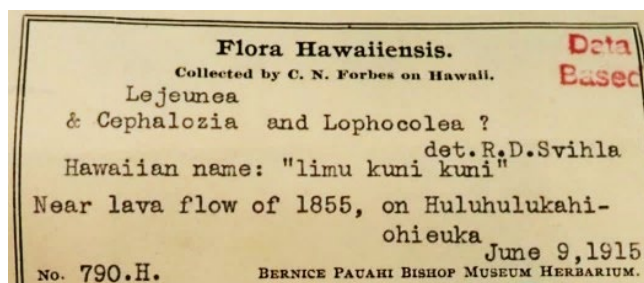 Flora Hawaiiensis.
Data
Based
Collected by C. N. Forbes on Hawaii.
Lejeunea
& Cephalozia and Lophocolea ?
det.R.D.Svihla
Hawaiian name: "limu kuni kuni"
Near lava flow of 1855, on Huluhulukahi-
ohieuka
June 9,1915
No. 790.H. BERNICE PAUAHI BISHOP MUSEUM HERBARIUM.